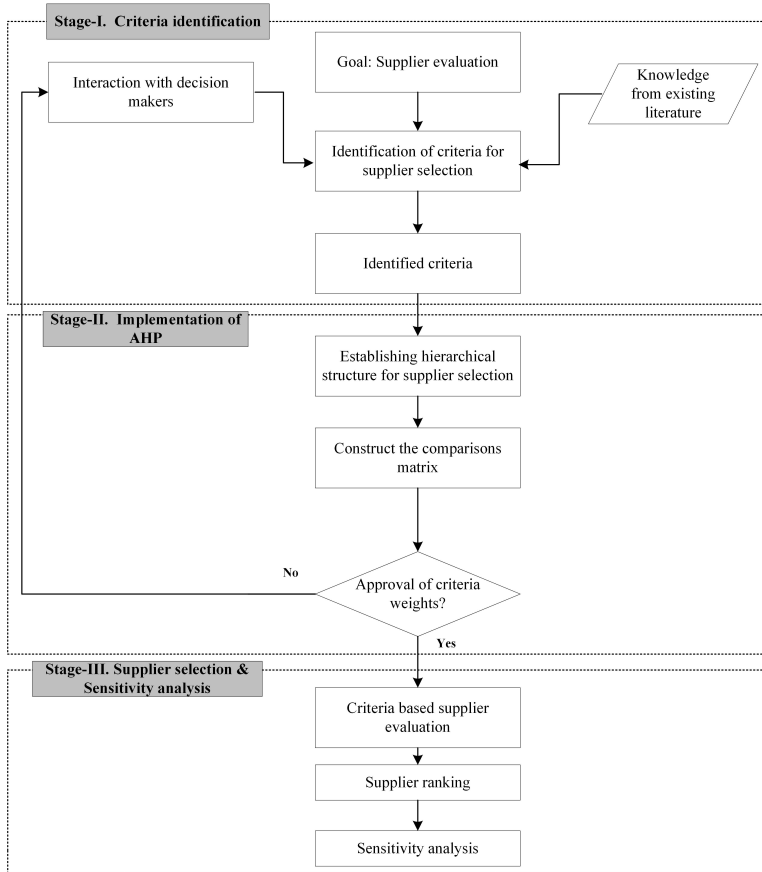 Stage-I.  Criteria identification
Goal: Supplier evaluation
Interaction with decision
makers
Knowledge
from existing
literature
Identification of criteria for
supplier selection
Identified criteria
Stage-II.  Implementation of
AHP
Establishing hierarchical
structure for supplier selection
Construct the comparisons
matrix
Approval of criteria
weights?
No
Yes
Stage-III. Supplier selection &
Sensitivity analysis
Criteria based supplier
evaluation
Supplier ranking
Sensitivity analysis